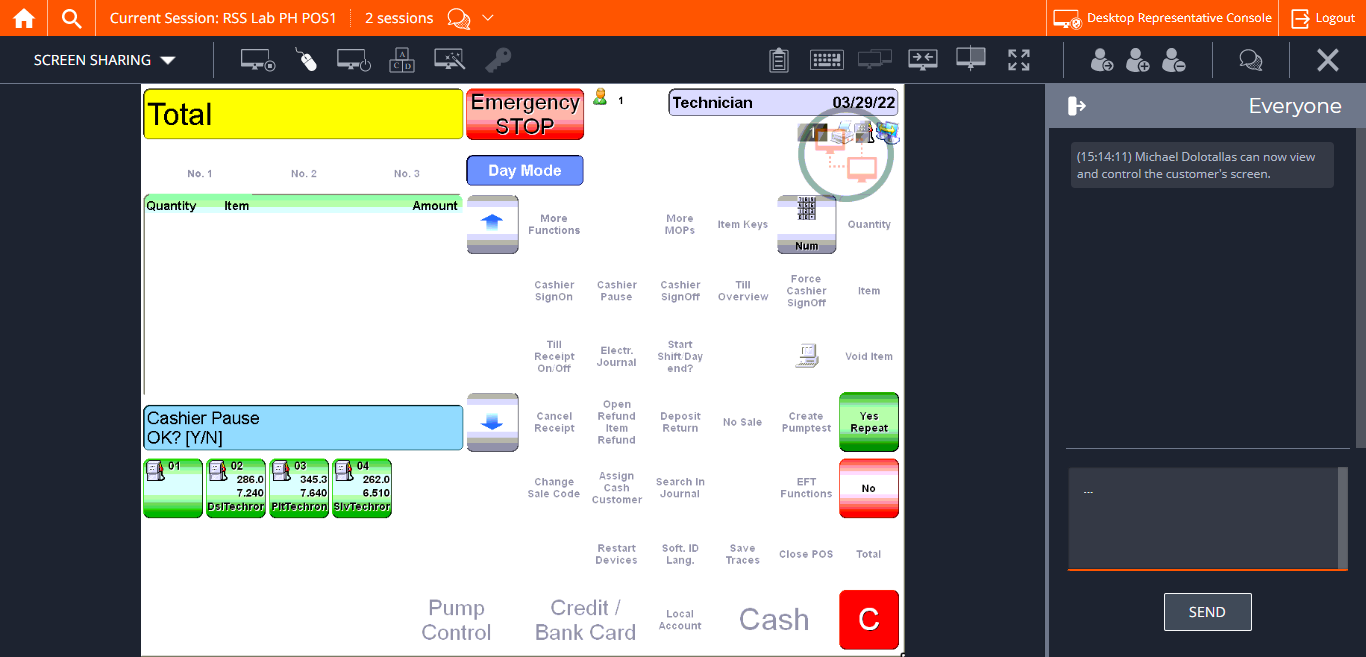 Current Session: RSS Lab PH POS1
2 sessions
Desktop Representative Console
Logout
SCREEN SHARING
Total
Emergency
STOP
1
Technician 03/29/22
1
Day Mode
No. 1 No. 2 No. 3
Quantity Item Amount
More
Functions
More
MOPs
Item Keys
Num
Quantity
Cashier
SignOn
Cashier
Pause
Cashier
SignOff
Till
Overview
Force
Cashier
SignOff
Item
Till
Receipt
On/Off
Electr.
Journal
Start
Shift/Day
end?
Void Item
Cashier Pause
OK? [Y/N]
Cancel
Receipt
Open
Refund
Item
Refund
Deposit
Return
No Sale
Create
Pumptest
Yes
Repeat
01
02
286.0
7.240
DslTechror
03
345.3
7.640
PltTechron
04
262.0
6.510
SlvTechror
Change
Sale Code
Assign
Cash
Customer
Search In
Journal
EFT
Functions
No
Restart
Devices
Soft. ID
Lang.
Save
Traces
Close POS
Total
Pump
Control
Credit /
Bank Card
Local
Account
Cash
C
Everyone
(15:14:11) Michael Dolotallas can now view
and control the customer's screen.
...
SEND